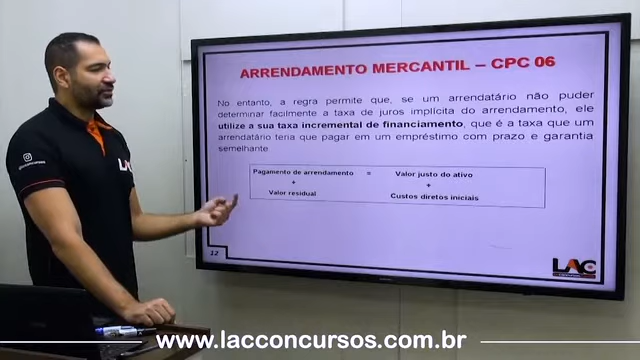 ARRENDAMENTO MERCANTIL – CPC 06
No entanto, a regra permite que, se um arrendatário não puder
determinar facilmente a taxa de juros implícita do arrendamento, ele
utilize a sua taxa incremental de financiamento, que é a taxa que um
arrendatário teria que pagar em um empréstimo com prazo e garantia
semelhante
Pagamento de arrendamento = Valor justo do ativo
+ +
Valor residual Custos diretos iniciais
12
LAC
LAC
www.lacconcursos.com.br